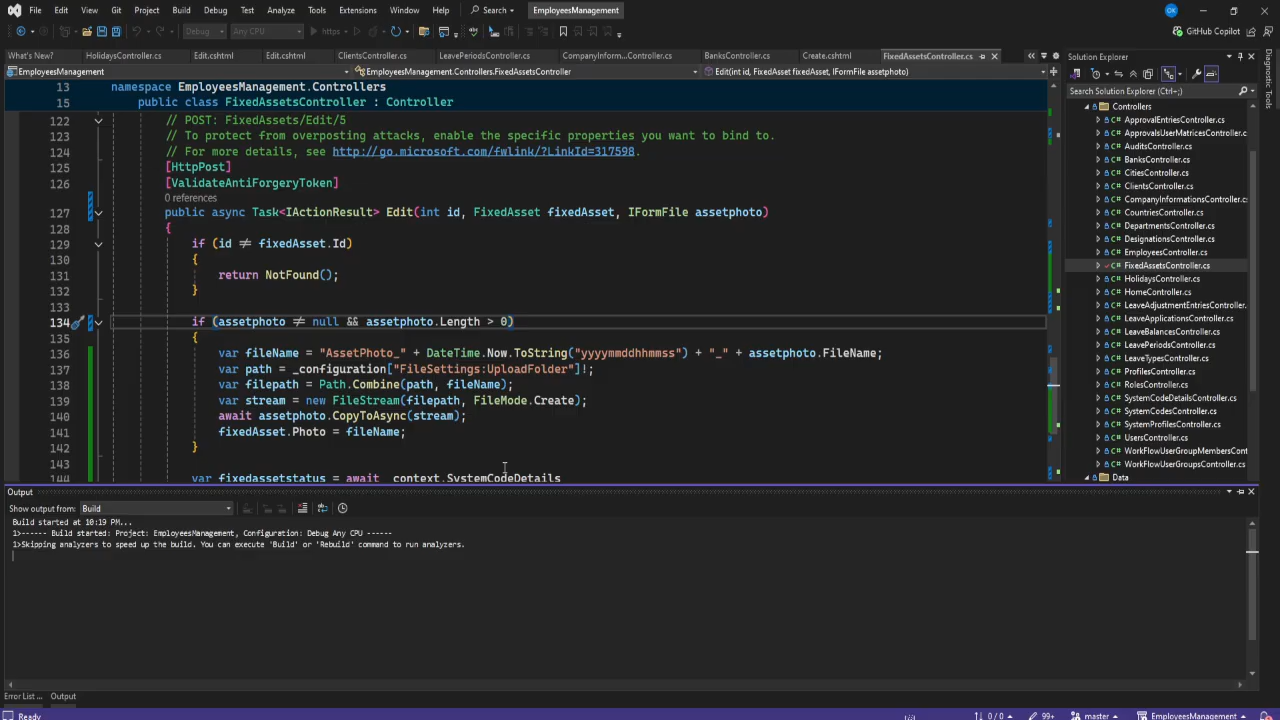 File Edit View Git Project Build Debug Test Analyze Tools Extensions Window Help Search EmployeesManagement OK
Debug Any CPU https GitHub Copilot
What's New? HolidaysController.cs Edit.cshtml Edit.cshtml ClientsController.cs LeavePeriodsController.cs CompanyInformation...Controller.cs BanksController.cs Create.cshtml FixedAssetsController.cs
EmployeesManagement EmployeesManagement.Controllers.FixedAssetsController Edit(int id, FixedAsset fixedAsset, IFormFile assetphoto)
13 namespace EmployeesManagement.Controllers
15 public class FixedAssetsController : Controller
122 // POST: FixedAssets/Edit/5
123 // To protect from overposting attacks, enable the specific properties you want to bind to.
124 // For more details, see http://go.microsoft.com/fwlink/?LinkId=317598.
125 [HttpPost]
126 [ValidateAntiForgeryToken]
0 references
127 public async Task<IActionResult> Edit(int id, FixedAsset fixedAsset, IFormFile assetphoto)
128 {
129 if (id ≠ fixedAsset.Id)
130 {
131 return NotFound();
132 }
133
134 if (assetphoto ≠ null && assetphoto.Length > 0)
135 {
136 var fileName = "AssetPhoto_" + DateTime.Now.ToString("yyyymmddhhmmss") + "_" + assetphoto.FileName;
137 var path = _configuration["FileSettings:UploadFolder"]!;
138 var filepath = Path.Combine(path, fileName);
139 var stream = new FileStream(filepath, FileMode.Create);
140 await assetphoto.CopyToAsync(stream);
141 fixedAsset.Photo = fileName;
142 }
143
144 var fixedassetstatus = await _context.SystemCodeDetails
Solution Explorer
Search Solution Explorer (Ctrl+;)
Controllers
ApprovalEntriesController.cs
ApprovalsUserMatricesController.c
AuditsController.cs
BanksController.cs
CitiesController.cs
ClientsController.cs
CompanyInformationsController.cs
CountriesController.cs
DepartmentsController.cs
DesignationsController.cs
EmployeesController.cs
FixedAssetsController.cs
HolidaysController.cs
HomeController.cs
LeaveAdjustmentEntriesController.
LeaveApplicationsController.cs
LeaveBalancesController.cs
LeavePeriodsController.cs
LeaveTypesController.cs
ProfilesController.cs
RolesController.cs
SystemCodeDetailsController.cs
SystemCodesController.cs
SystemProfilesController.cs
UsersController.cs
WorkFlowUserGroupMembersContr
WorkFlowUserGroupsController.cs
Data
Diagnostic Tools
Output
Show output from: Build
Build started at 10:19 PM...
1>------ Build started: Project: EmployeesManagement, Configuration: Debug Any CPU ------
1>Skipping analyzers to speed up the build. You can execute 'Build' or 'Rebuild' command to run analyzers.
Error List ... Output
Ready 0 / 0 99+ master EmployeesManagement